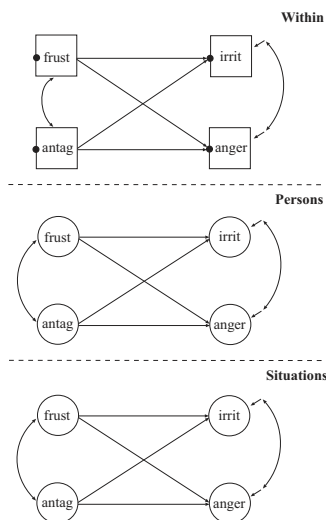 Within
frust
irrit
antag
anger
Persons
frust
irrit
antag
anger
Situations
frust
irrit
antag
anger